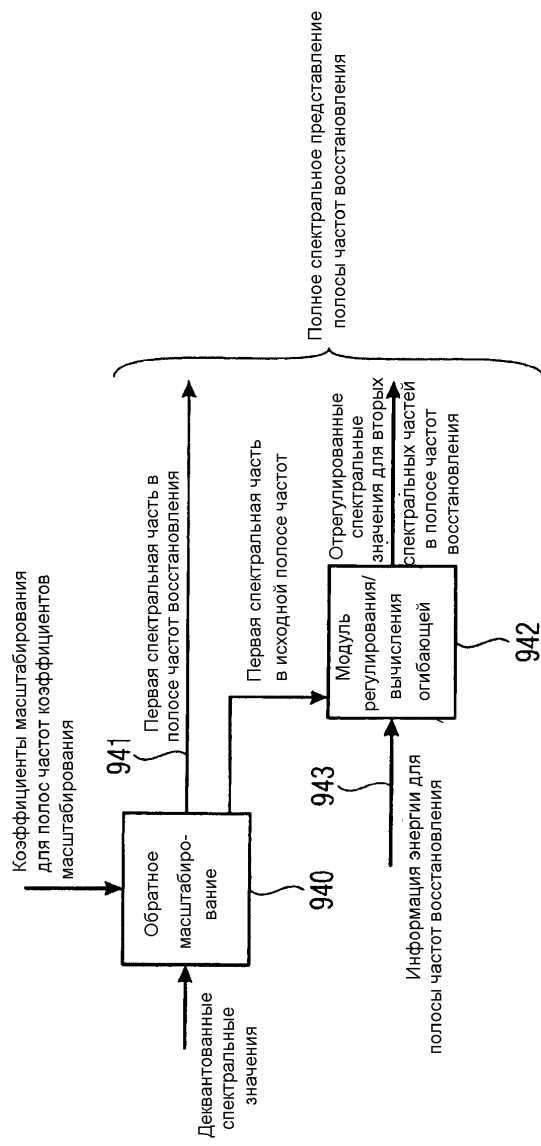 Коэффициенты масштабирования
для полос частот коэффициентов
масштабирования
Деквантованные
спектральные
значения
Обратное
масштабиро-
вание
940
941
Первая спектральная часть в
полосе частот восстановления
Первая спектральная часть
в исходной полосе частот
Информация энергии для
полосы частот восстановления
943
Модуль
регулирования/
вычисления
огибающей
942
Отрегулированные
спектральные
значения для вторых
спектральных частей
в полосе частот
восстановления
Полное спектральное представление
полосы частот восстановления